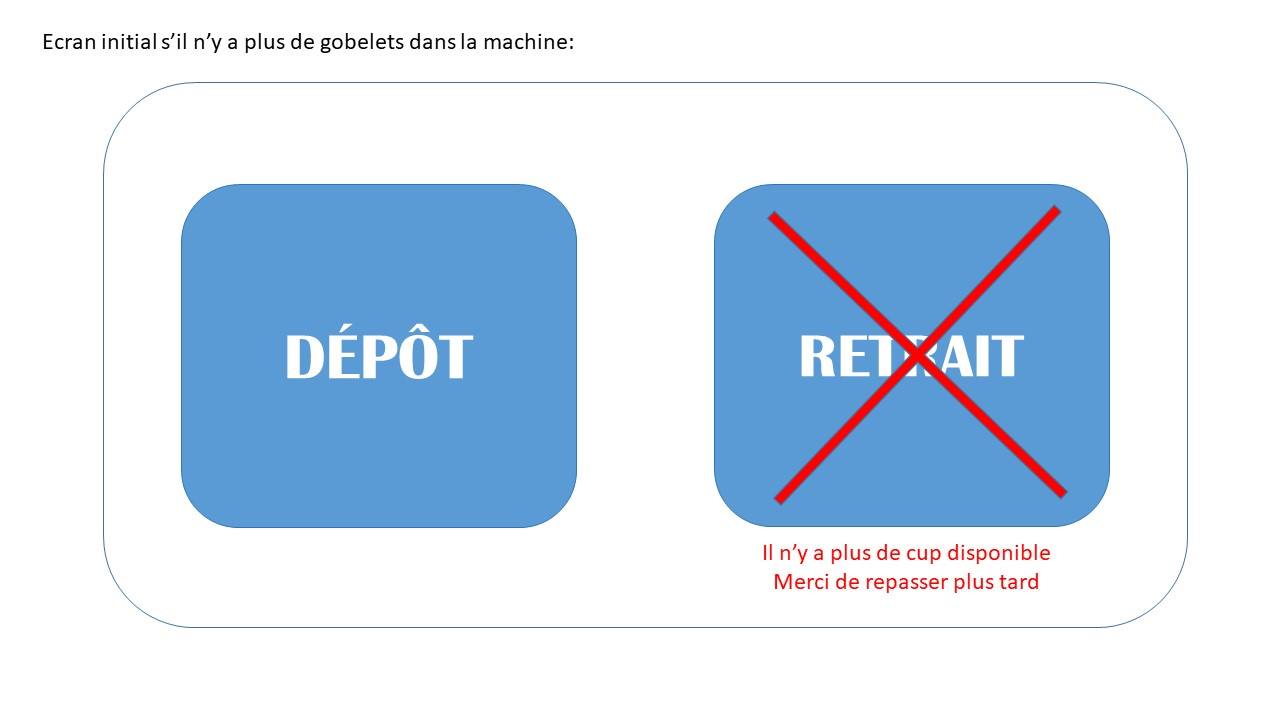 Ecran initial s’il n’y a plus de gobelets dans la machine:
DÉPÔT
RETRAIT
Il n’y a plus de cup disponible
Merci de repasser plus tard